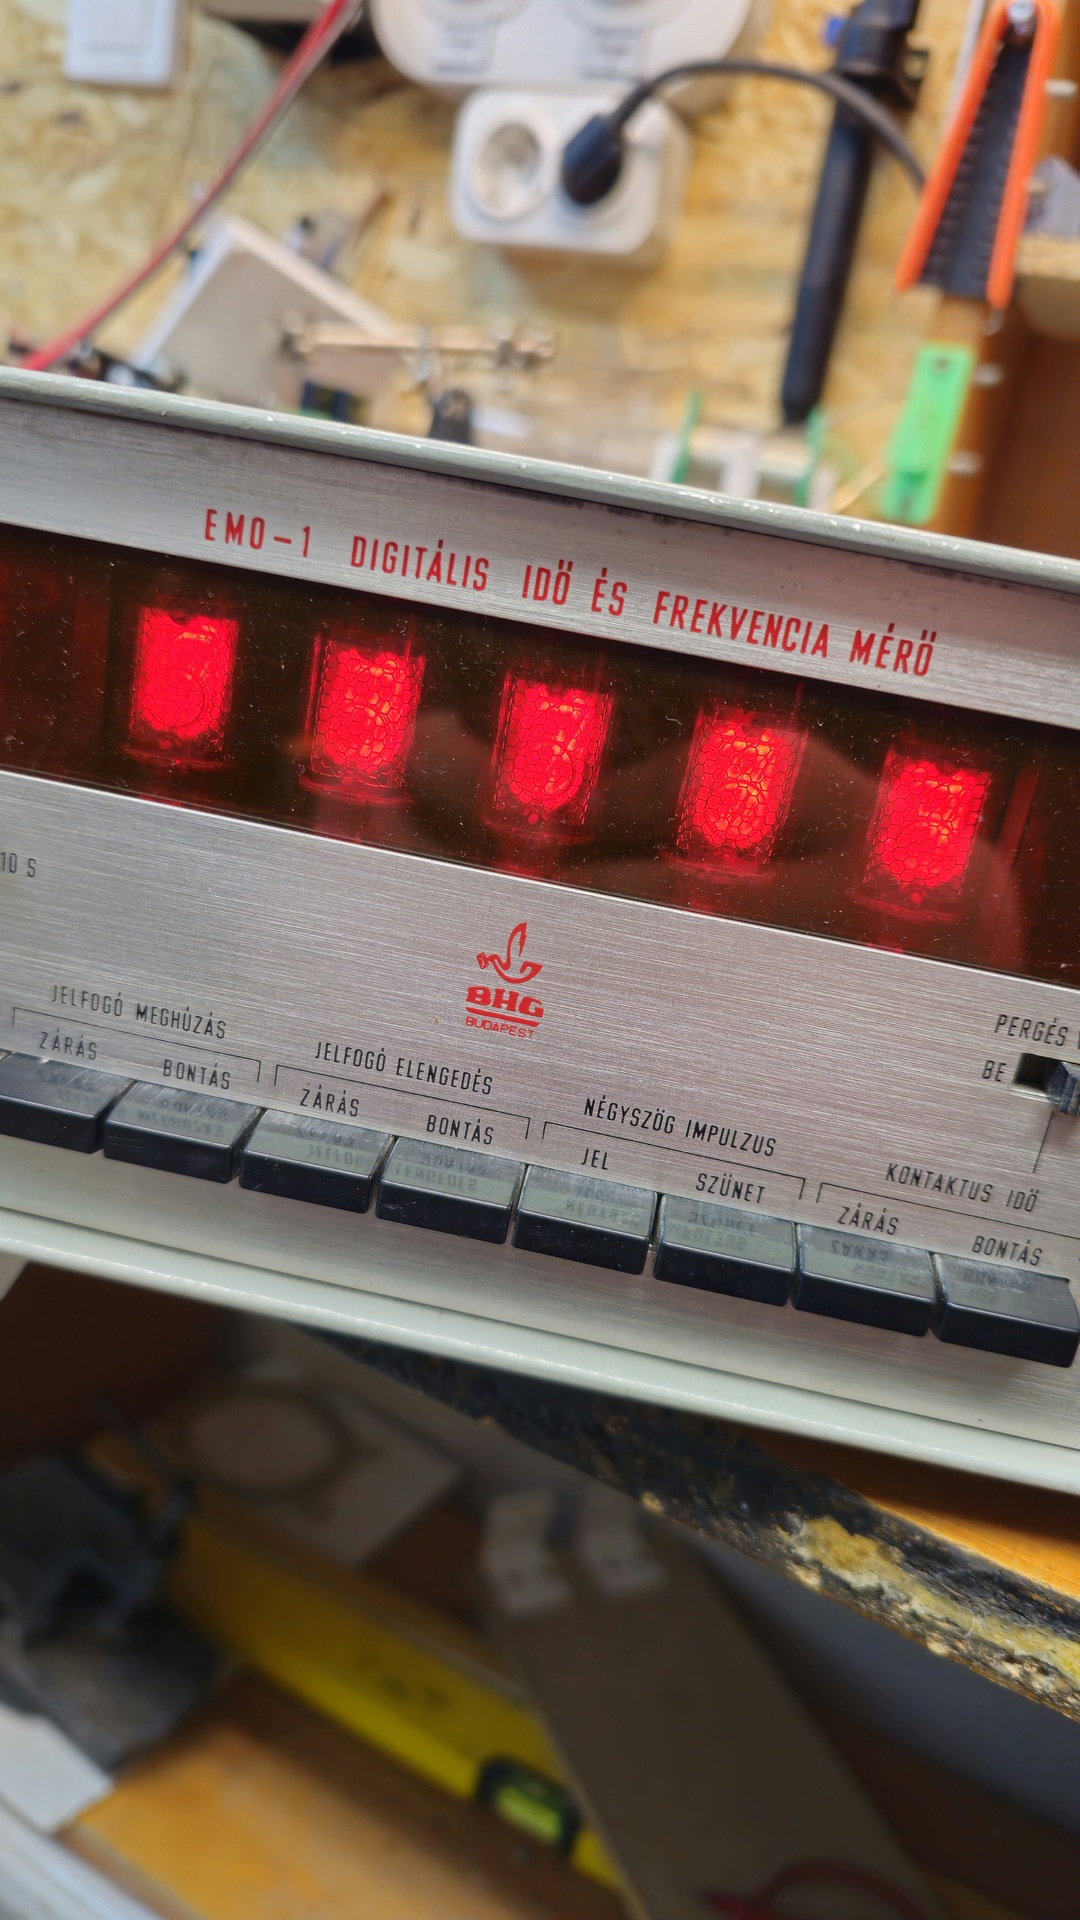 EMO-1 DIGITÁLIS IDŐ ÉS FREKVENCIA MÉRŐ
10 S
BHG
BUDAPEST
PERGÉS
BE
JELFOGÓ MEGHÚZÁS
ZÁRÁS BONTÁS
JELFOGÓ ELENGEDÉS
ZÁRÁS BONTÁS
NÉGYSZÖG IMPULZUS
JEL SZÜNET
KONTAKTUS IDŐ
ZÁRÁS BONTÁS